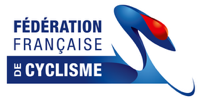 FÉDÉRATION
FRANÇAISE
DE CYCLISME